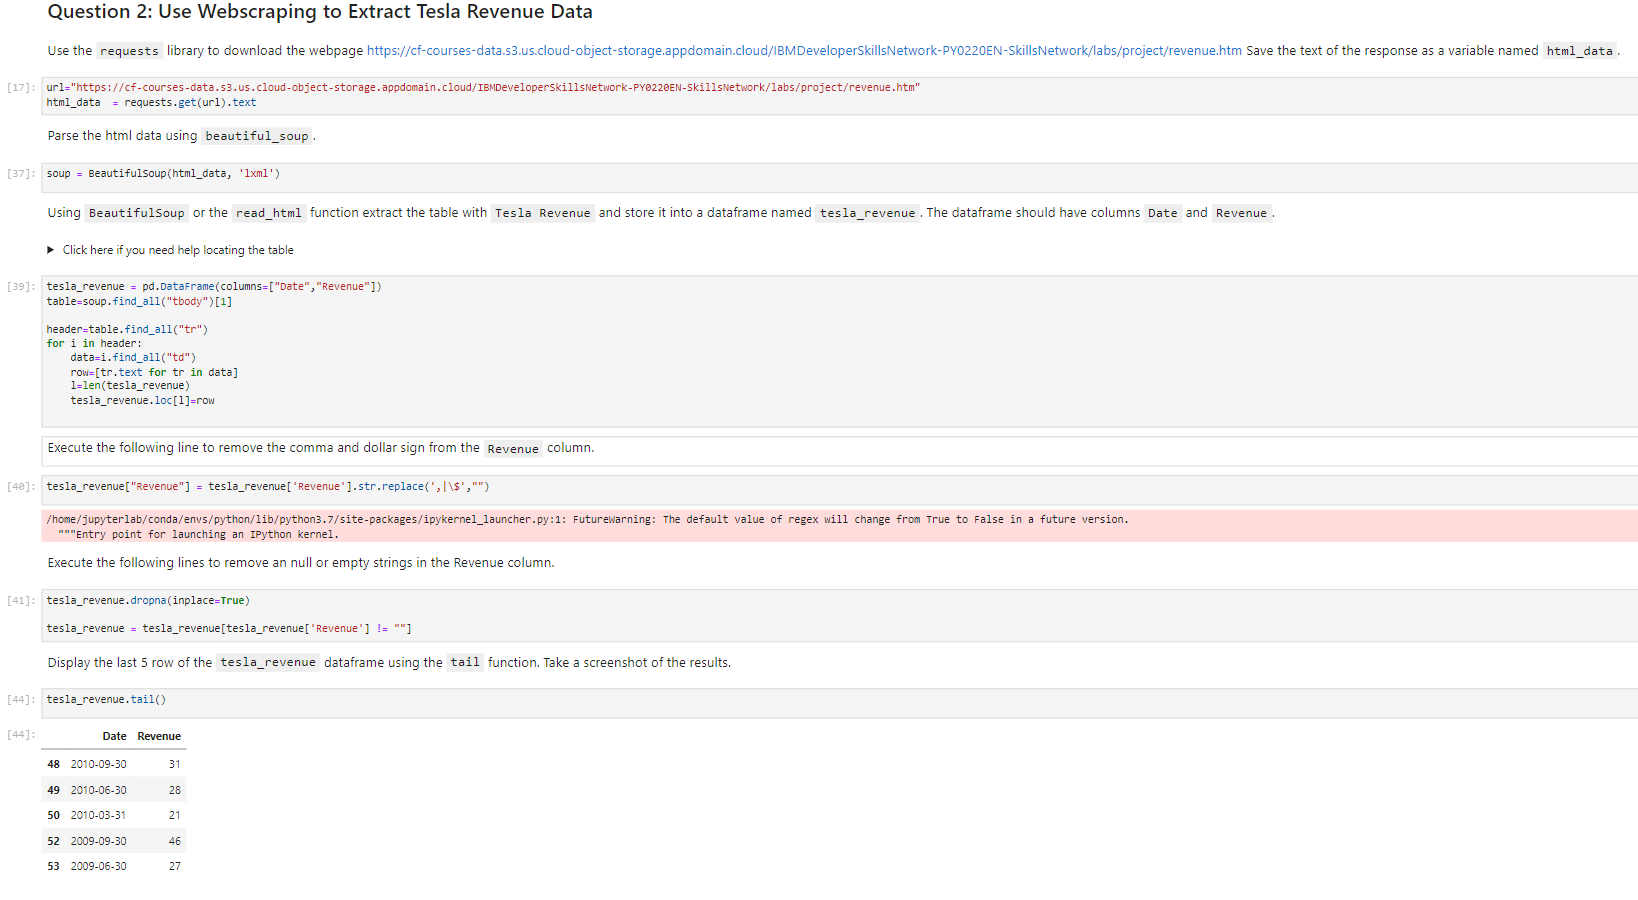 Question 2: Use Webscraping to Extract Tesla Revenue Data
Use the requests library to download the webpage https://cf-courses-data.s3.us.cloud-object-storage.appdomain.cloud/IBMDeveloperSkillsNetwork-PY0220EN-SkillsNetwork/labs/project/revenue.htm Save the text of the response as a variable named html_data .
[17]: url="https://cf-courses-data.s3.us.cloud-object-storage.appdomain.cloud/IBMDeveloperSkillsNetwork-PY0220EN-SkillsNetwork/labs/project/revenue.htm"
html_data  = requests.get(url).text
Parse the html data using beautiful_soup .
[37]: soup = BeautifulSoup(html_data, 'lxml')
Using BeautifulSoup or the read_html function extract the table with Tesla Revenue and store it into a dataframe named tesla_revenue . The dataframe should have columns Date and Revenue .
▶ Click here if you need help locating the table
[39]: tesla_revenue = pd.DataFrame(columns=["Date","Revenue"])
table=soup.find_all("tbody")[1]
header=table.find_all("tr")
for i in header:
    data=i.find_all("td")
    row=[tr.text for tr in data]
    l=len(tesla_revenue)
    tesla_revenue.loc[l]=row
Execute the following line to remove the comma and dollar sign from the Revenue column.
[40]: tesla_revenue["Revenue"] = tesla_revenue['Revenue'].str.replace(',|\$',"")
/home/jupyterlab/conda/envs/python/lib/python3.7/site-packages/ipykernel_launcher.py:1: FutureWarning: The default value of regex will change from True to False in a future version.
  """Entry point for launching an IPython kernel.
Execute the following lines to remove an null or empty strings in the Revenue column.
[41]: tesla_revenue.dropna(inplace=True)
tesla_revenue = tesla_revenue[tesla_revenue['Revenue'] != ""]
Display the last 5 row of the tesla_revenue dataframe using the tail function. Take a screenshot of the results.
[44]: tesla_revenue.tail()
[44]: Date Revenue
48 2010-09-30 31
49 2010-06-30 28
50 2010-03-31 21
52 2009-09-30 46
53 2009-06-30 27